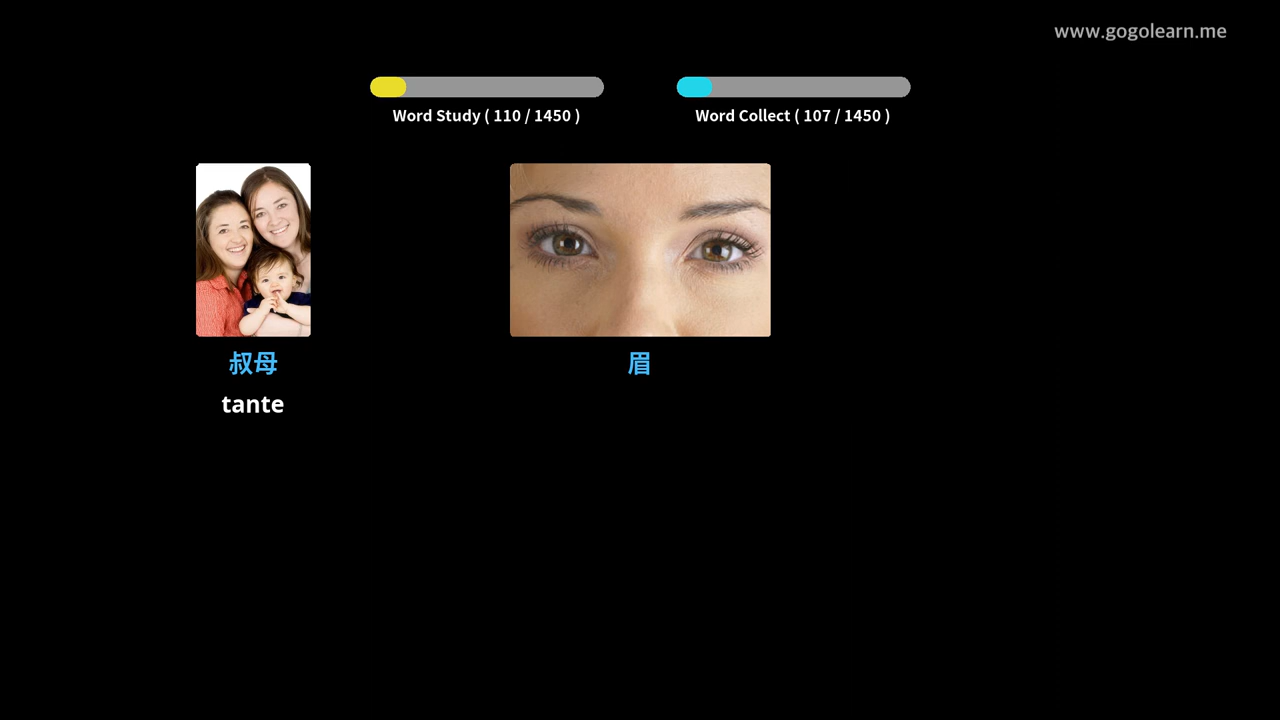 www.gogolearn.me
Word Study ( 110 / 1450 )
Word Collect ( 107 / 1450 )
叔母
眉
tante